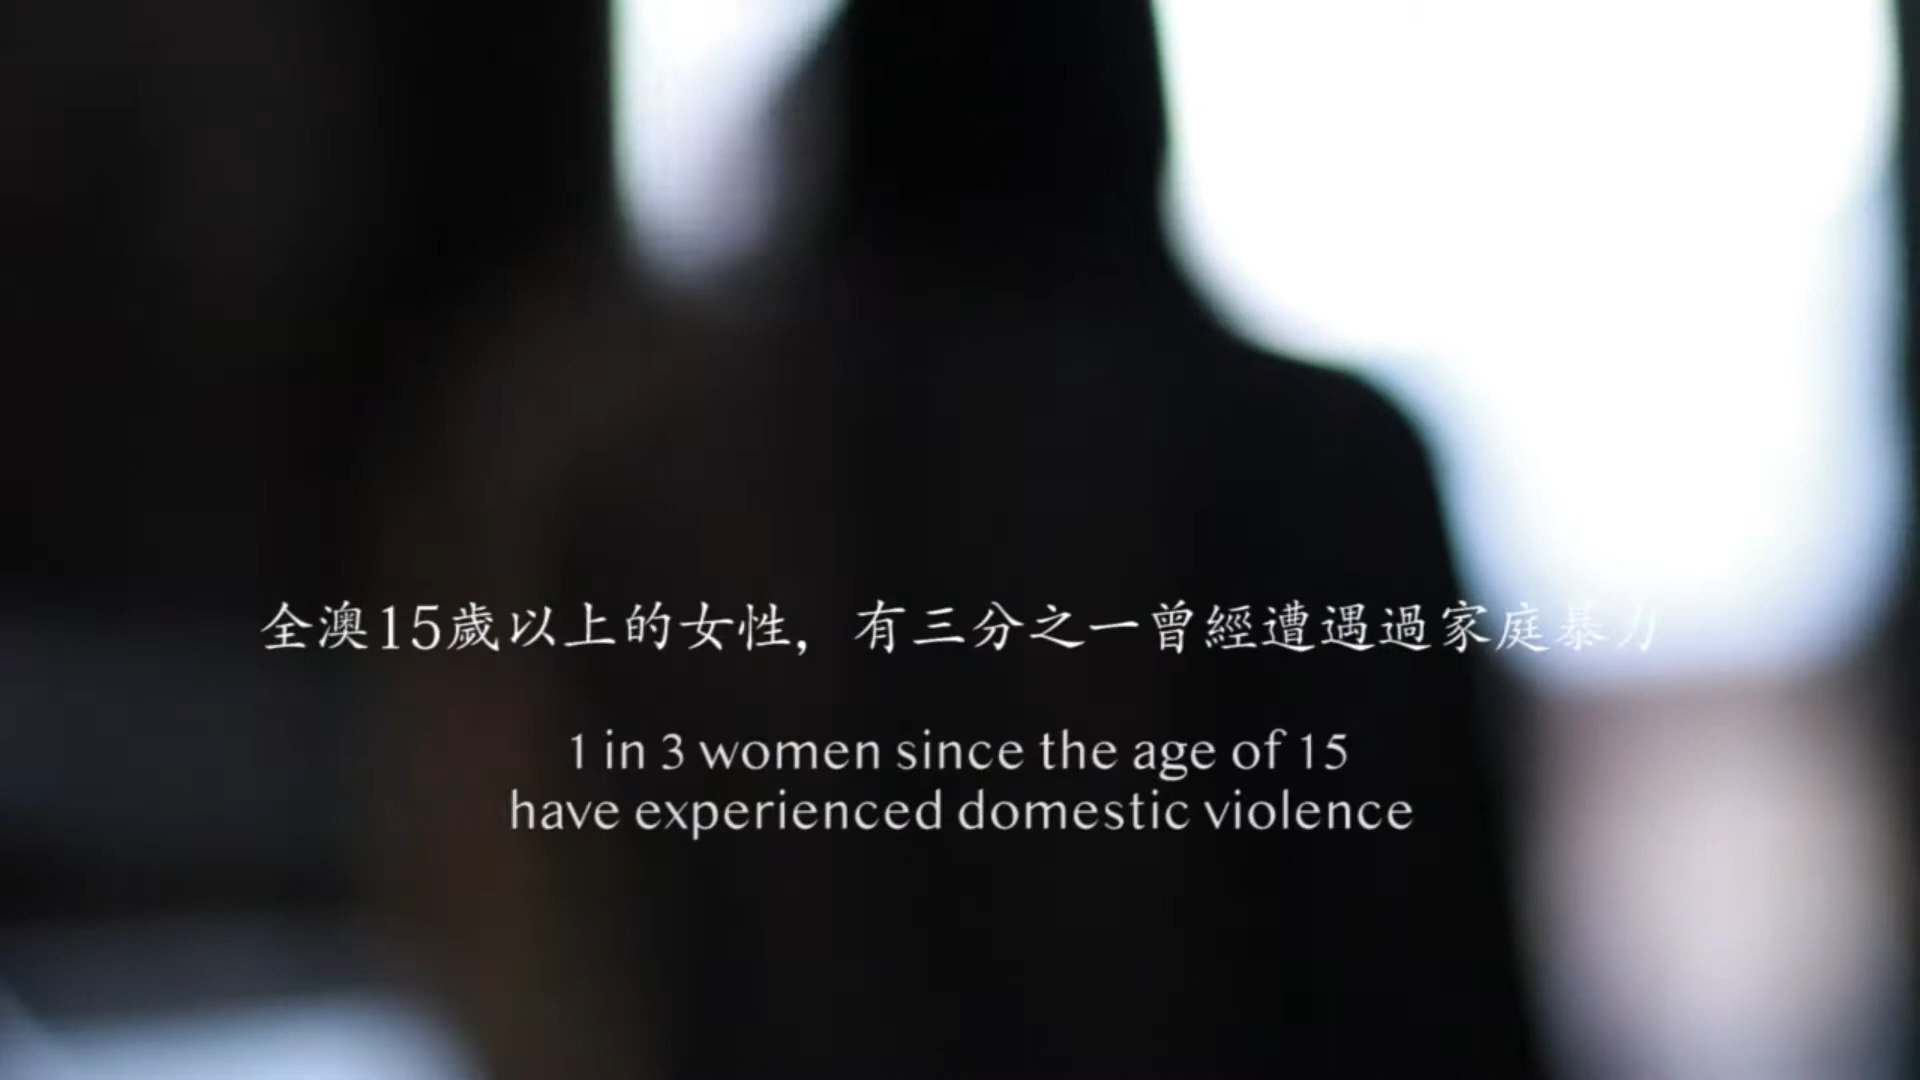 全澳15歲以上的女性，有三分之一曾經遭遇過家庭暴力
1 in 3 women since the age of 15
have experienced domestic violence